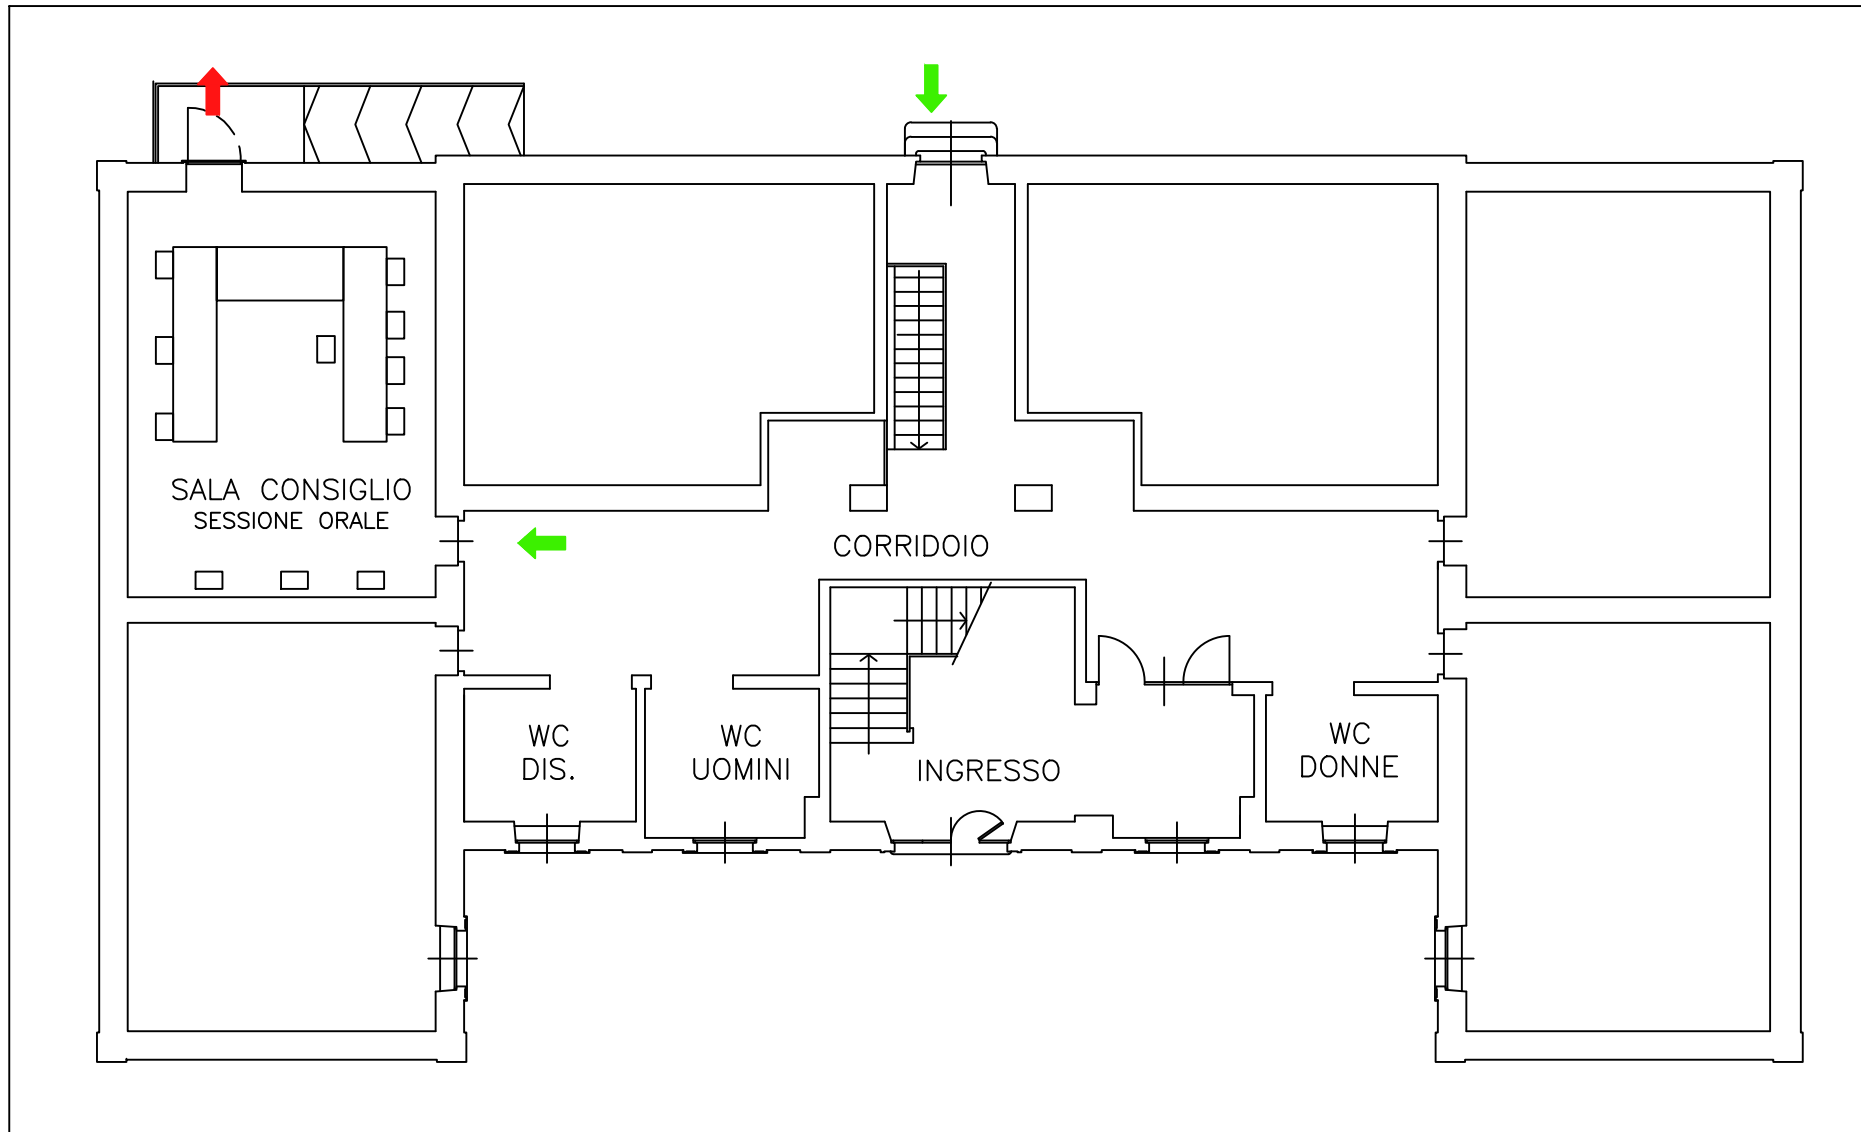 SALA CONSIGLIO
SESSIONE ORALE
CORRIDOIO
WC
DIS.
WC
UOMINI
INGRESSO
WC
DONNE